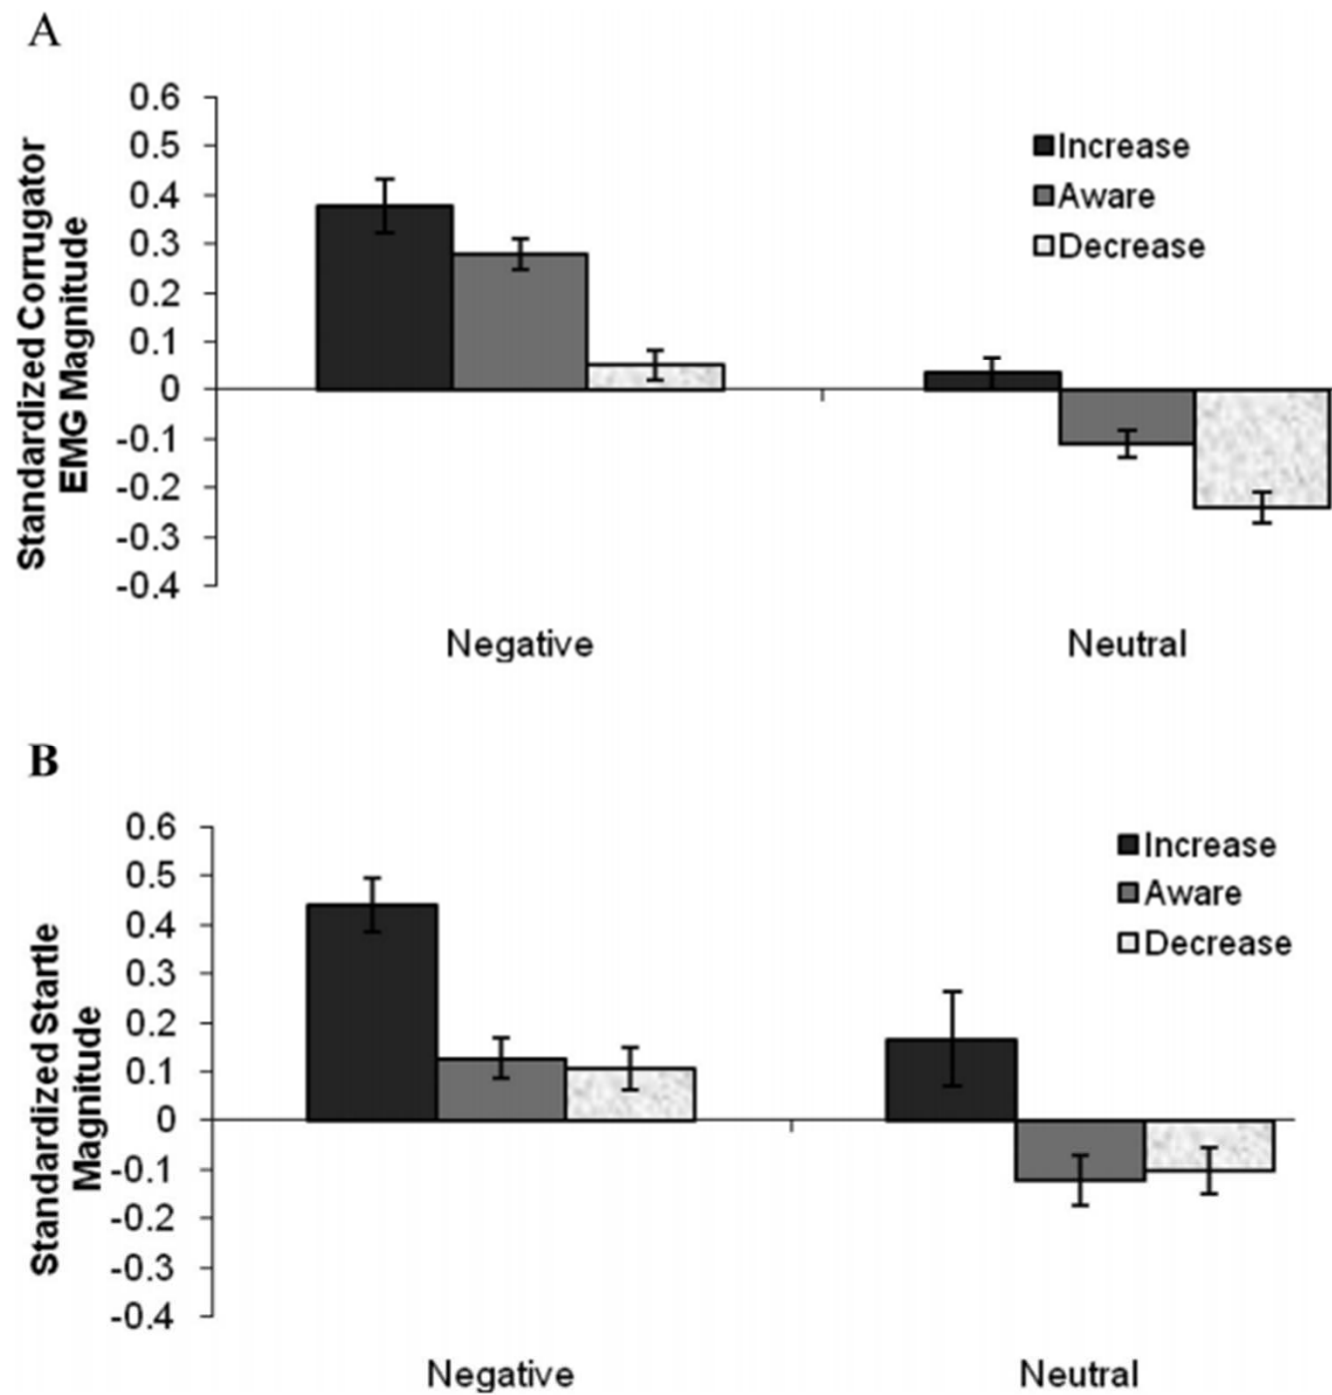 A
0.6
0.5
0.4
0.3
0.2
0.1
0
-0.1
-0.2
-0.3
-0.4
Standardized Corrugator
EMG Magnitude
Increase
Aware
Decrease
Negative
Neutral
B
0.6
0.5
0.4
0.3
0.2
0.1
0
-0.1
-0.2
-0.3
-0.4
Standardized Startle
Magnitude
Increase
Aware
Decrease
Negative
Neutral